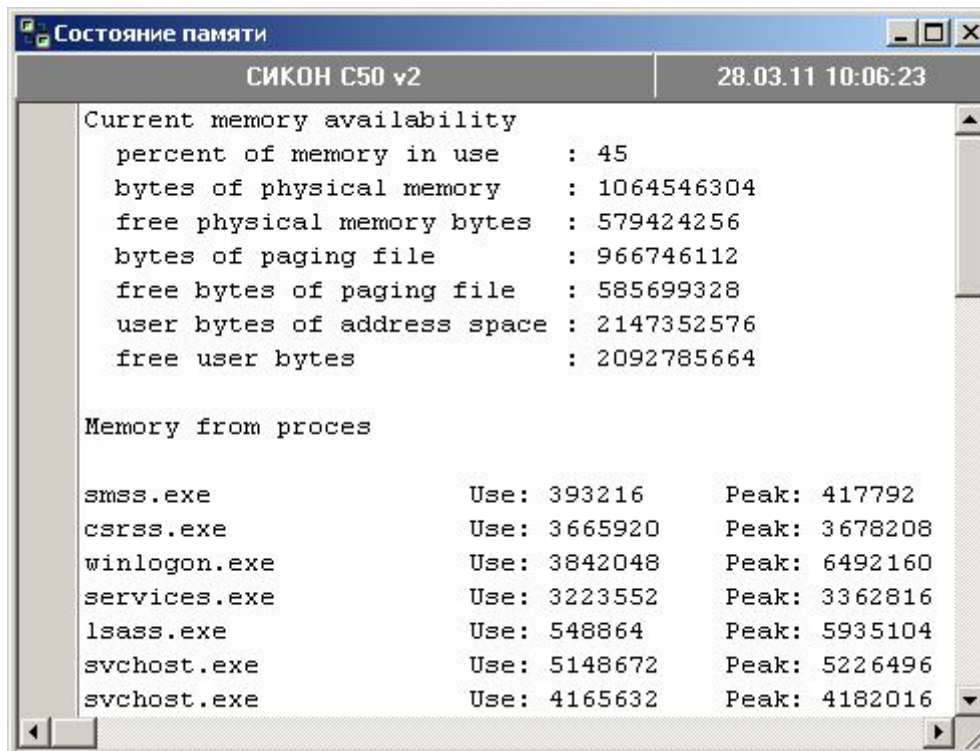 Состояние памяти
СИКОН С50 v2 28.03.11 10:06:23
Current memory availability
percent of memory in use : 45
bytes of physical memory : 1064546304
free physical memory bytes : 579424256
bytes of paging file : 966746112
free bytes of paging file : 585699328
user bytes of address space : 2147352576
free user bytes : 2092785664
Memory from proces
smss.exe Use: 393216 Peak: 417792
csrss.exe Use: 3665920 Peak: 3678208
winlogon.exe Use: 3842048 Peak: 6492160
services.exe Use: 3223552 Peak: 3362816
lsass.exe Use: 548864 Peak: 5935104
svchost.exe Use: 5148672 Peak: 5226496
svchost.exe Use: 4165632 Peak: 4182016